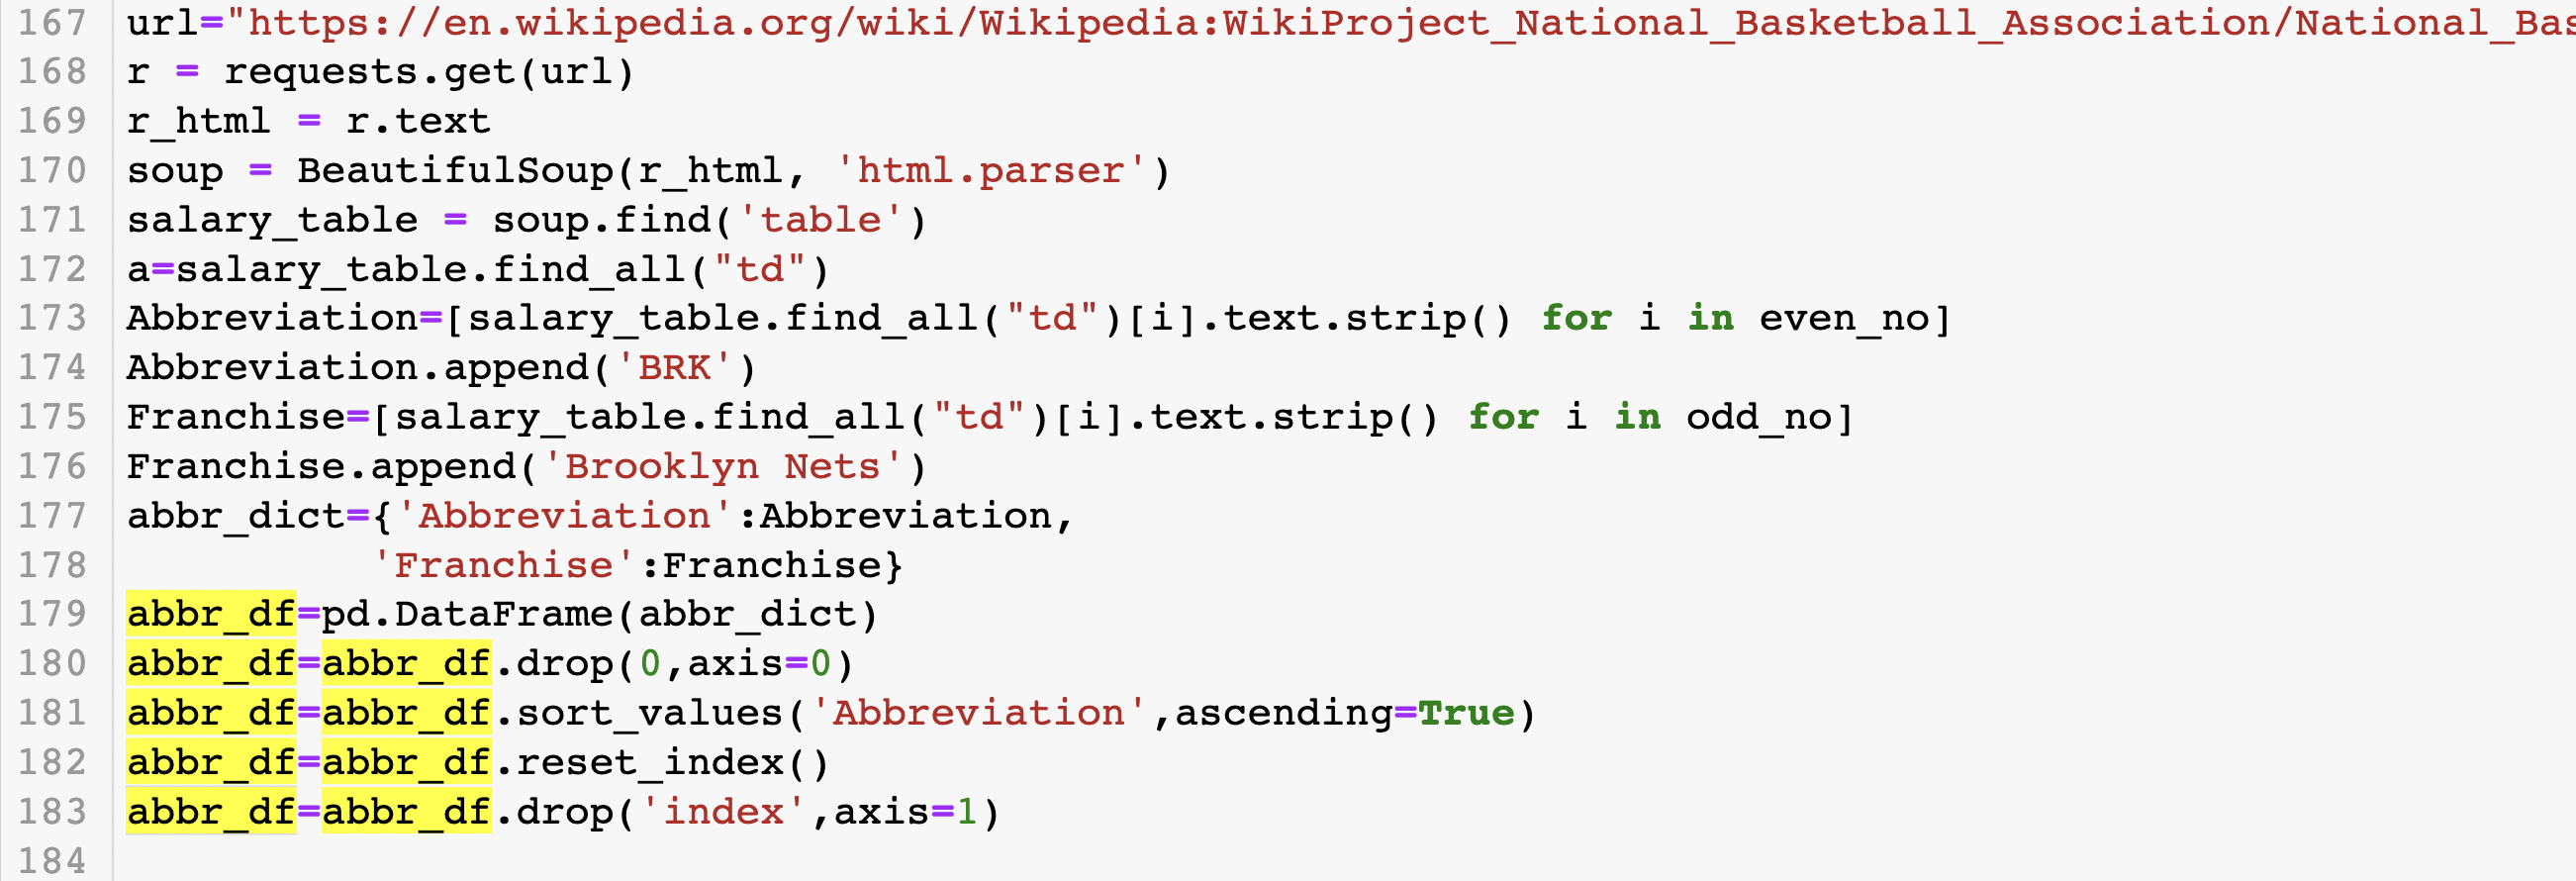 167 url="https://en.wikipedia.org/wiki/Wikipedia:WikiProject_National_Basketball_Association/National_Bas
168 r = requests.get(url)
169 r_html = r.text
170 soup = BeautifulSoup(r_html, 'html.parser')
171 salary_table = soup.find('table')
172 a=salary_table.find_all("td")
173 Abbreviation=[salary_table.find_all("td")[i].text.strip() for i in even_no]
174 Abbreviation.append('BRK')
175 Franchise=[salary_table.find_all("td")[i].text.strip() for i in odd_no]
176 Franchise.append('Brooklyn Nets')
177 abbr_dict={'Abbreviation':Abbreviation,
178           'Franchise':Franchise}
179 abbr_df=pd.DataFrame(abbr_dict)
180 abbr_df=abbr_df.drop(0,axis=0)
181 abbr_df=abbr_df.sort_values('Abbreviation',ascending=True)
182 abbr_df=abbr_df.reset_index()
183 abbr_df=abbr_df.drop('index',axis=1)
184